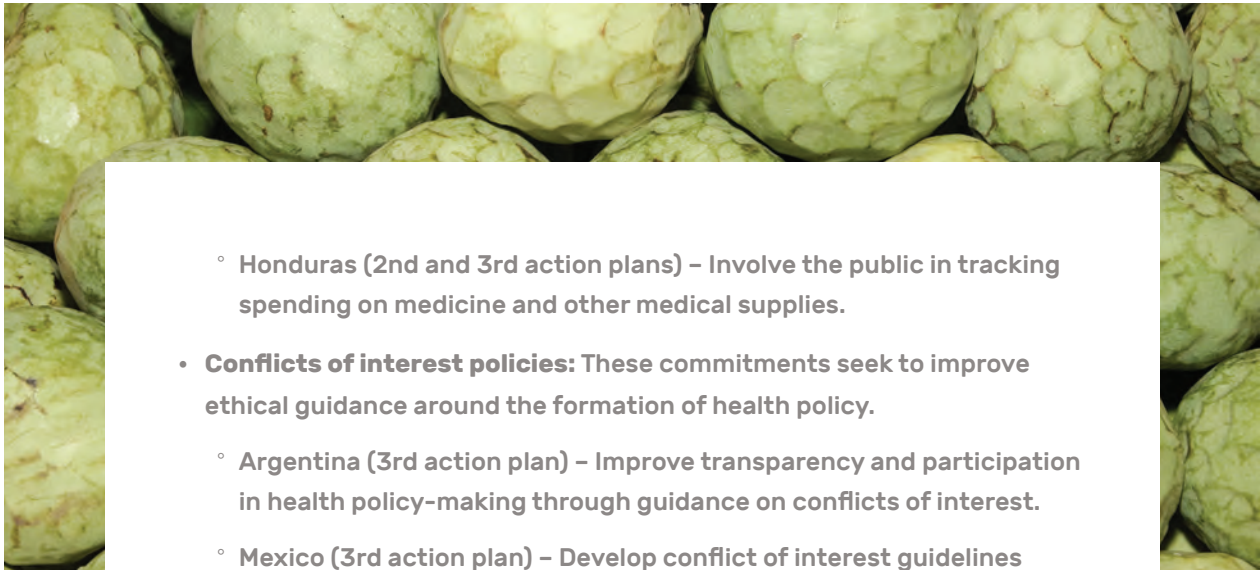 ° Honduras (2nd and 3rd action plans) – Involve the public in tracking
spending on medicine and other medical supplies.
• Conflicts of interest policies: These commitments seek to improve
ethical guidance around the formation of health policy.
° Argentina (3rd action plan) – Improve transparency and participation
in health policy-making through guidance on conflicts of interest.
° Mexico (3rd action plan) – Develop conflict of interest guidelines